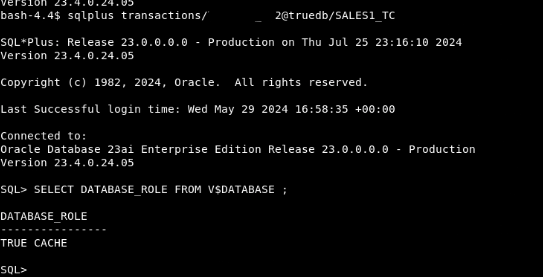 Version 23.4.0.24.05
bash-4.4$ sqlplus transactions/ _ 2@truedb/SALES1_TC
SQL*Plus: Release 23.0.0.0.0 - Production on Thu Jul 25 23:16:10 2024
Version 23.4.0.24.05
Copyright (c) 1982, 2024, Oracle.  All rights reserved.
Last Successful login time: Wed May 29 2024 16:58:35 +00:00
Connected to:
Oracle Database 23ai Enterprise Edition Release 23.0.0.0.0 - Production
Version 23.4.0.24.05
SQL> SELECT DATABASE_ROLE FROM V$DATABASE ;
DATABASE_ROLE
----------------
TRUE CACHE
SQL>